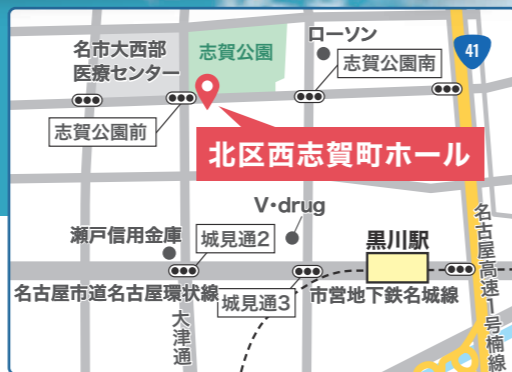 名市大西部
医療センター
志賀公園
ローソン
41
志賀公園南
志賀公園前
北区西志賀町ホール
V・drug
瀬戸信用金庫
城見通2
黒川駅
名古屋市道名古屋環状線
城見通3
市営地下鉄名城線
大津通
名古屋高速1号楠線